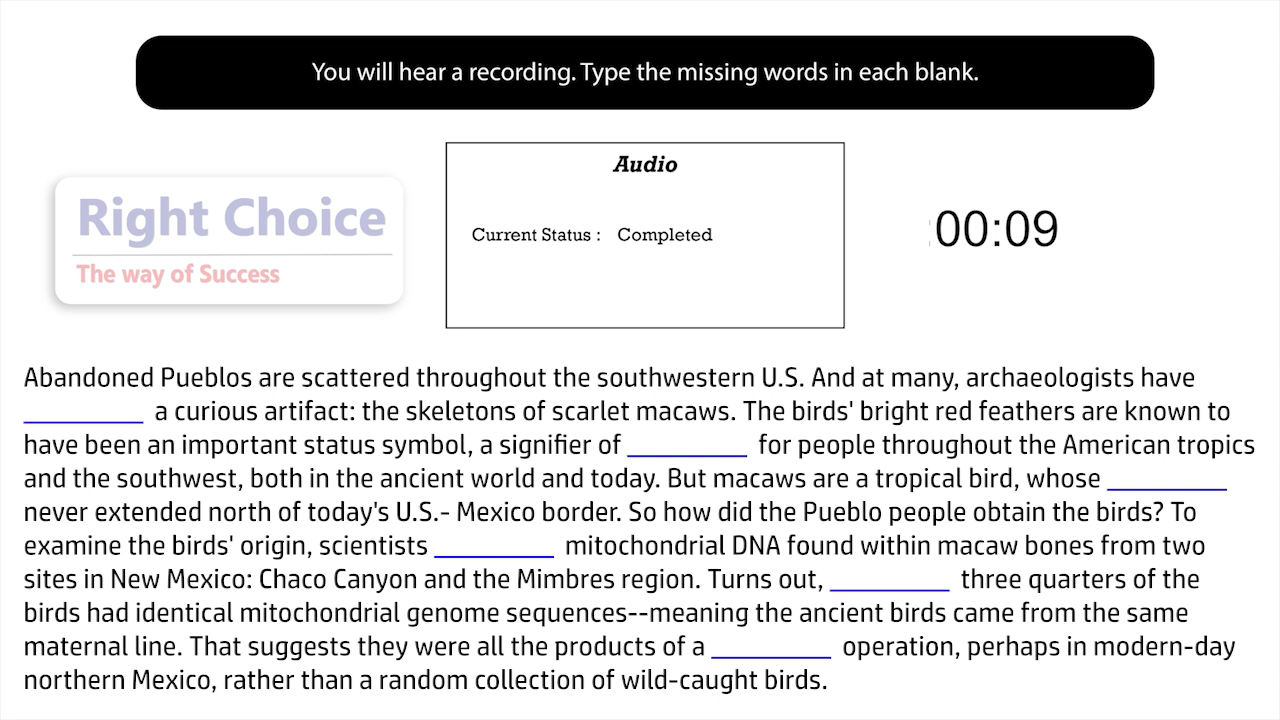 You will hear a recording. Type the missing words in each blank.
Audio
Right Choice
The way of Success
Current Status : Completed
00:09
Abandoned Pueblos are scattered throughout the southwestern U.S. And at many, archaeologists have
__________ a curious artifact: the skeletons of scarlet macaws. The birds' bright red feathers are known to
have been an important status symbol, a signifier of __________ for people throughout the American tropics
and the southwest, both in the ancient world and today. But macaws are a tropical bird, whose __________
never extended north of today's U.S.- Mexico border. So how did the Pueblo people obtain the birds? To
examine the birds' origin, scientists __________ mitochondrial DNA found within macaw bones from two
sites in New Mexico: Chaco Canyon and the Mimbres region. Turns out, __________ three quarters of the
birds had identical mitochondrial genome sequences--meaning the ancient birds came from the same
maternal line. That suggests they were all the products of a __________ operation, perhaps in modern-day
northern Mexico, rather than a random collection of wild-caught birds.